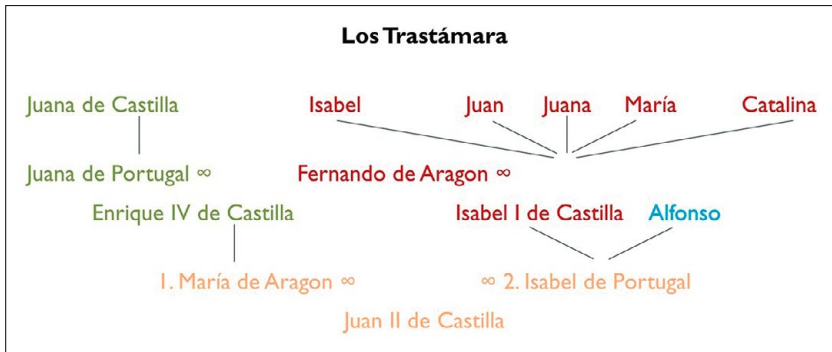 Los Trastámara
Juana de Castilla Isabel Juan Juana María Catalina
Juana de Portugal ∞ Fernando de Aragon ∞
Enrique IV de Castilla Isabel I de Castilla Alfonso
1. María de Aragon ∞ ∞ 2. Isabel de Portugal
Juan II de Castilla